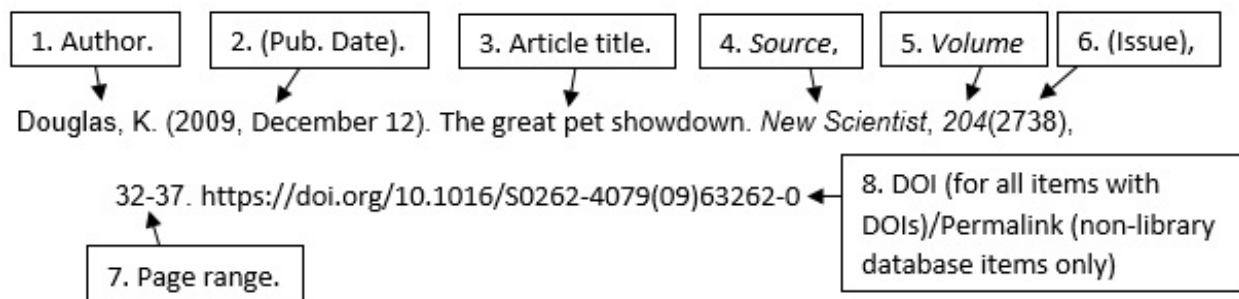 1. Author.
2. (Pub. Date).
3. Article title.
4. Source,
5. Volume
6. (Issue),
Douglas, K. (2009, December 12). The great pet showdown. New Scientist, 204(2738),
32-37. https://doi.org/10.1016/S0262-4079(09)63262-0
8. DOI (for all items with
DOIs)/Permalink (non-library
database items only)
7. Page range.